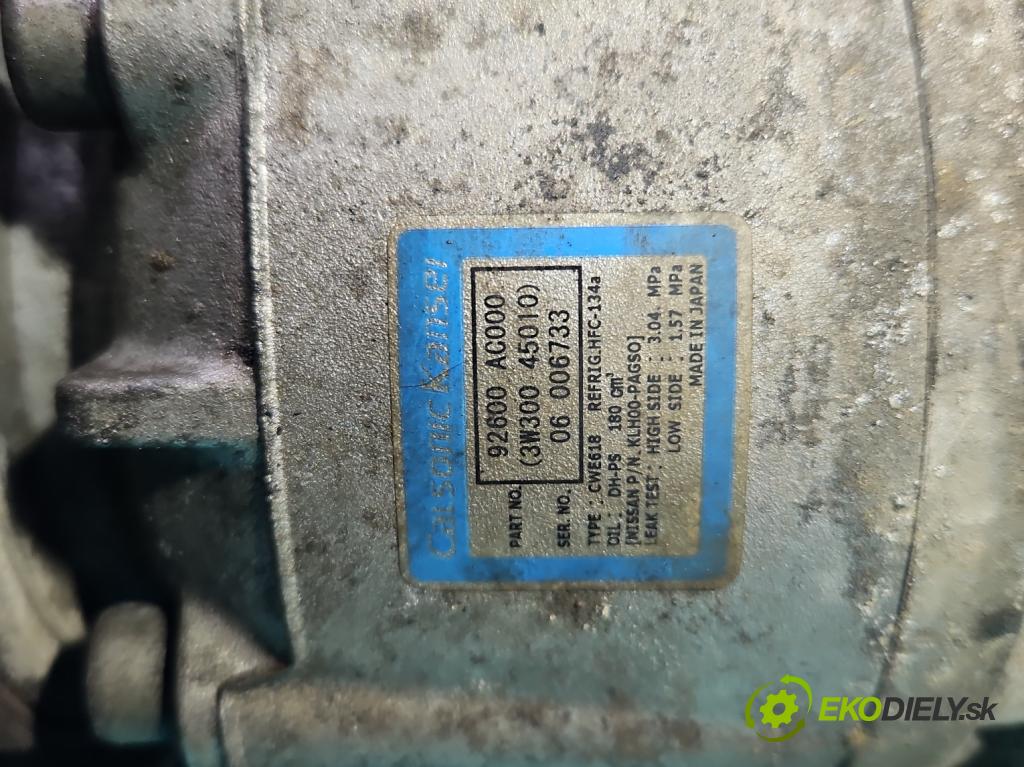 Calsonic Kansei
PART NO. 92600 AC000
(3W300 45010)
SER. NO. 06 006733
TYPE : CWE618 REFRIG.HFC-134a
OIL : DH-PS 180 cm³
[NISSAN P/N. KLH00-PAGSO]
LEAK TEST : HIGH SIDE : 3.04 MPa
LOW SIDE : 1.57 MPa
MADE IN JAPAN
EKODIELY.sk